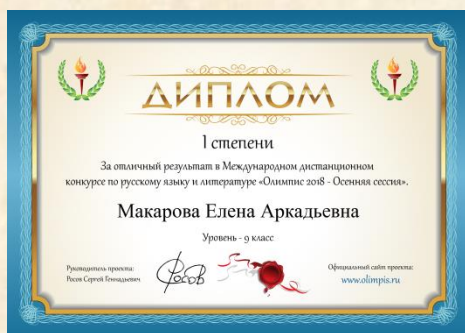 ДИПЛОМ
I степени
За отличный результат в Международном дистанционном
конкурсе по русскому языку и литературе «Олимпис 2018 - Осенняя сессия».
Макарова Елена Аркадьевна
Уровень - 9 класс
Руководитель проекта:
Росов Сергей Геннадьевич
Росов
Официальный сайт проекта:
www.olimpis.ru